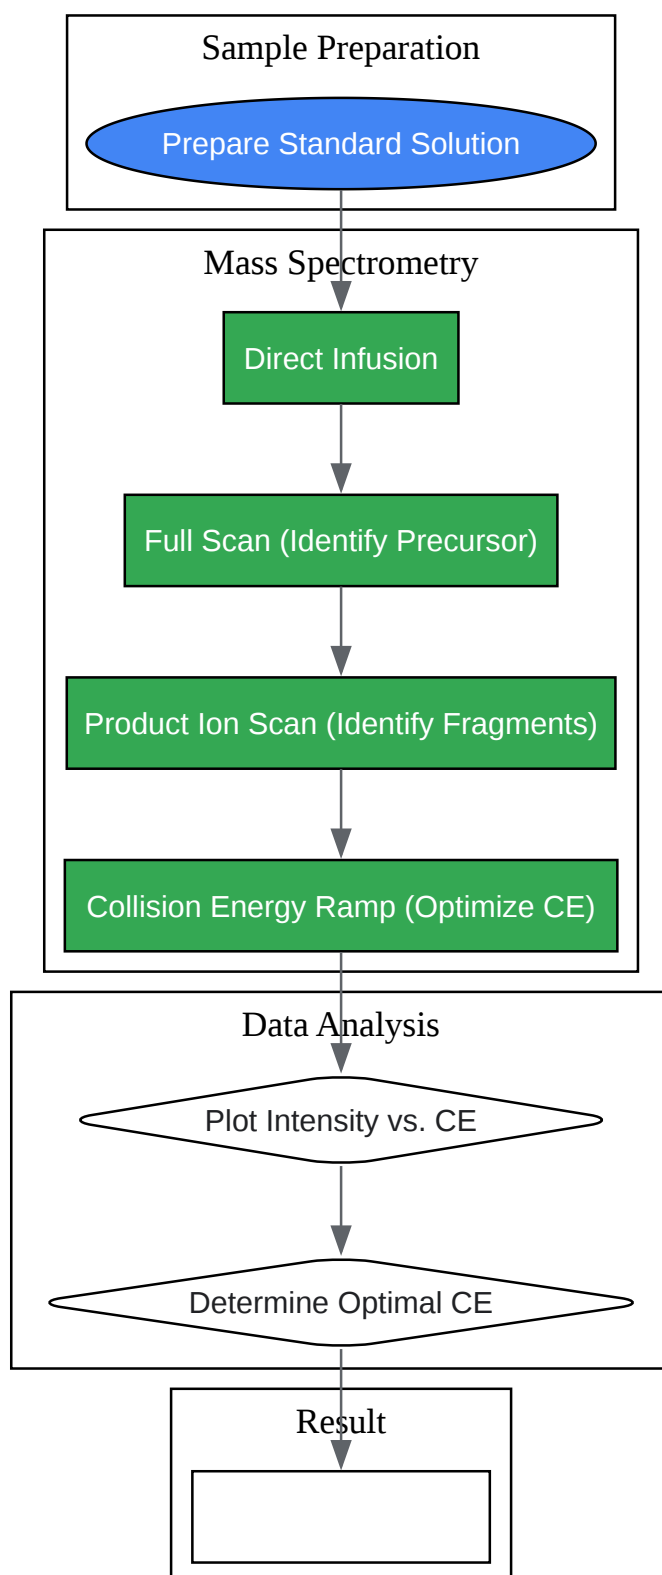 Sample Preparation
Prepare Standard Solution
Mass Spectrometry
Direct Infusion
Full Scan (Identify Precursor)
Product Ion Scan (Identify Fragments)
Collision Energy Ramp (Optimize CE)
Data Analysis
Plot Intensity vs. CE
Determine Optimal CE
Result